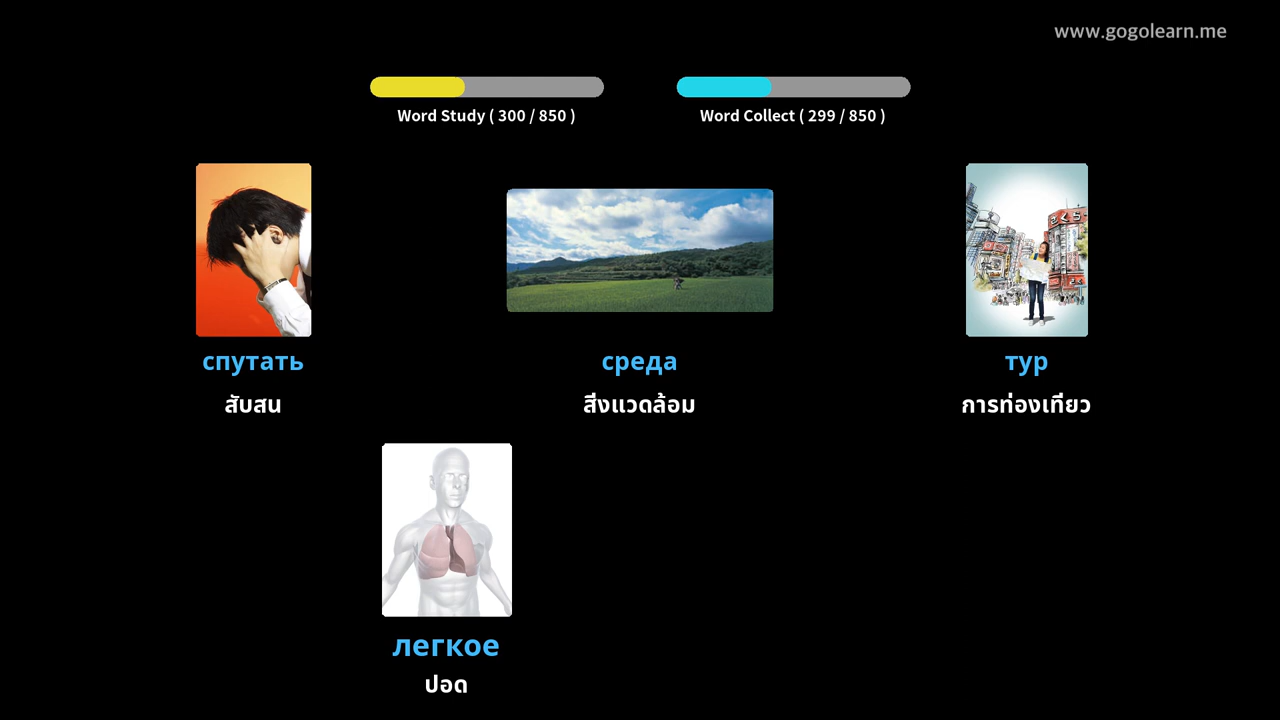 www.gogolearn.me
Word Study ( 300 / 850 )
Word Collect ( 299 / 850 )
спутать
สับสน
среда
สิ่งแวดล้อม
тур
การท่องเที่ยว
легкое
ปอด